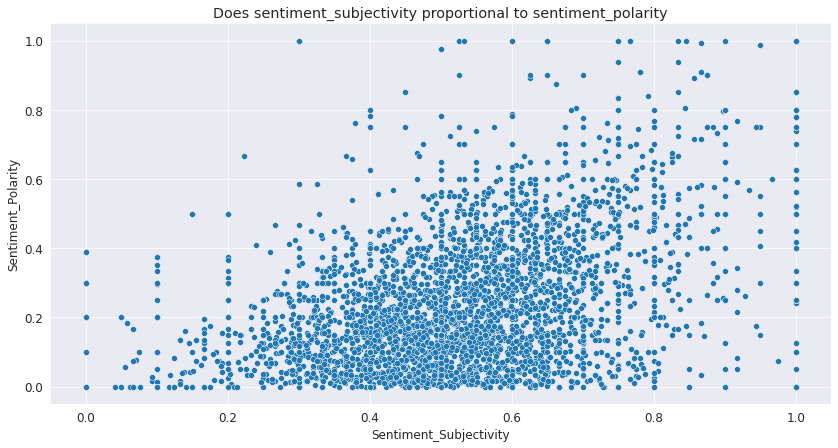 Does sentiment_subjectivity proportional to sentiment_polarity
1.0
0.8
0.6
0.4
0.2
0.0
Sentiment_Polarity
0.0 0.2 0.4 0.6 0.8 1.0
Sentiment_Subjectivity